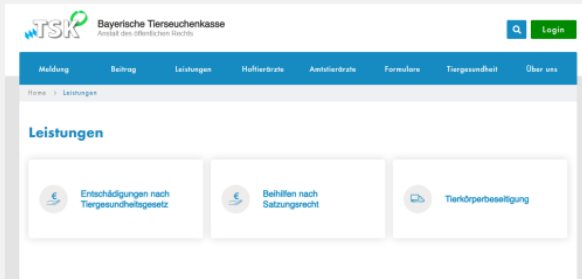 TSK
Bayerische Tierseuchenkasse
Anstalt des öffentlichen Rechts
Login
Meldung Beitrag Leistungen Hoftierärzte Amtstierärzte Formulare Tiergesundheit Über uns
Home > Leistungen
Leistungen
Entschädigungen nach
Tiergesundheitsgesetz
Beihilfen nach
Satzungsrecht
Tierkörperbeseitigung